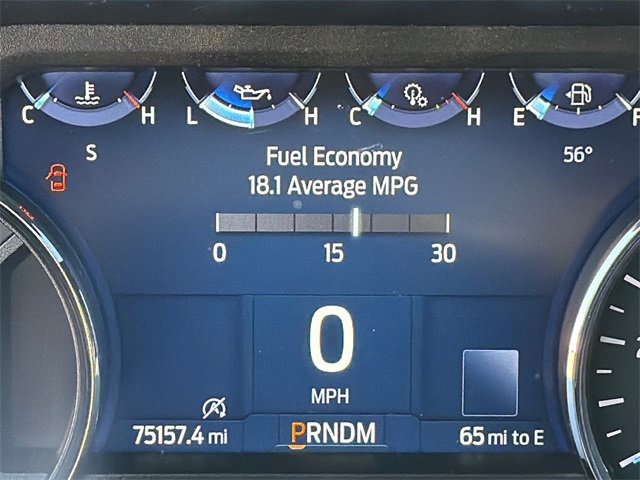 C H L H C H E F
S
56°
Fuel Economy
18.1 Average MPG
0 15 30
0
MPH
75157.4 mi
PRNDM
65 mi to E